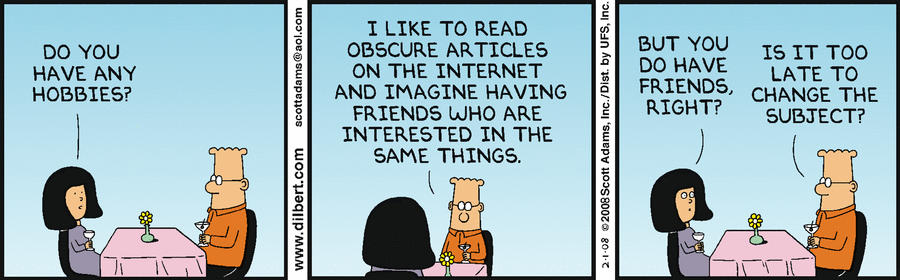 DO YOU
HAVE ANY
HOBBIES?
www.dilbert.com scottadams@aol.com
I LIKE TO READ
OBSCURE ARTICLES
ON THE INTERNET
AND IMAGINE HAVING
FRIENDS WHO ARE
INTERESTED IN THE
SAME THINGS.
2-1-08 ©2008 Scott Adams, Inc./Dist. by UFS, Inc.
BUT YOU
DO HAVE
FRIENDS,
RIGHT?
IS IT TOO
LATE TO
CHANGE THE
SUBJECT?